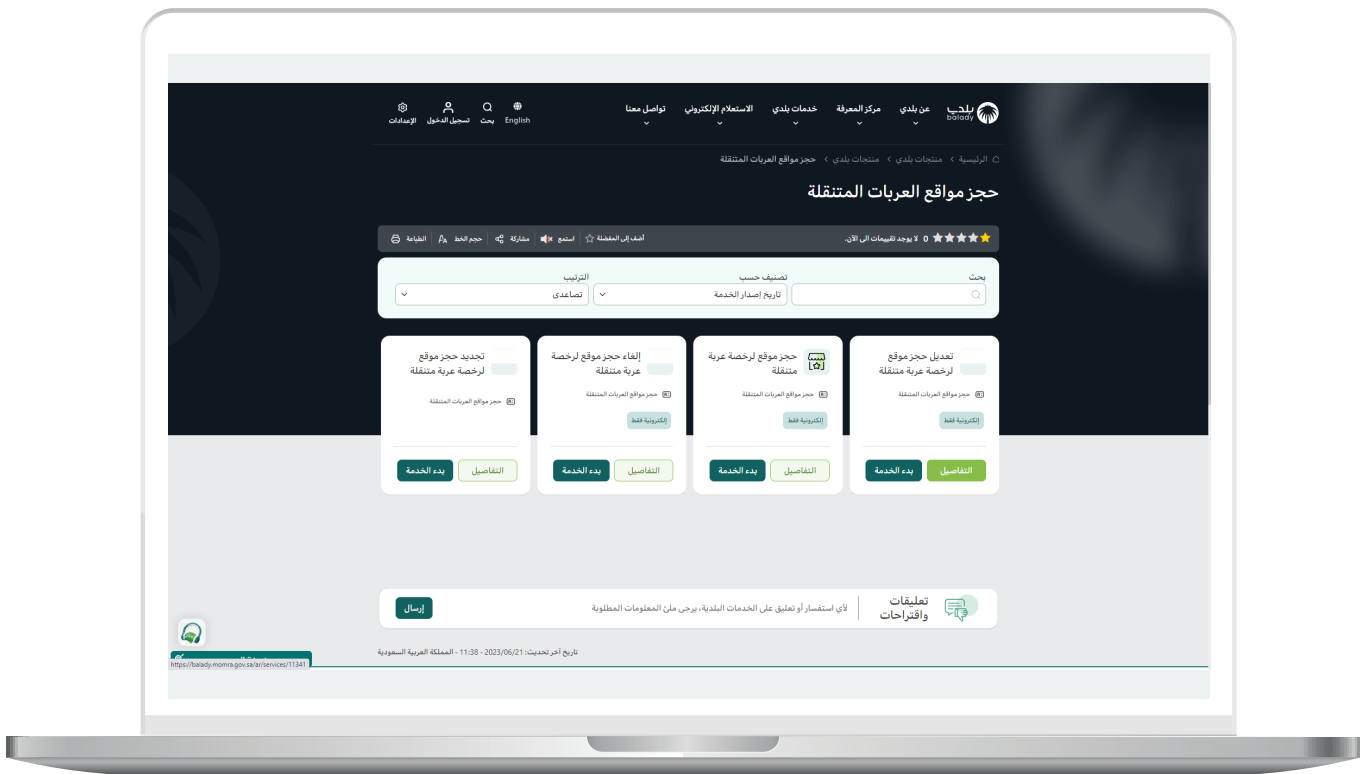 بلدي
balady
عن بلدي
مركز المعرفة
خدمات بلدي
الاستعلام الإلكتروني
تواصل معنا
English
بحث
تسجيل الدخول
الإعدادات
الرئيسية > منتجات بلدي > منتجات بلدي > حجز مواقع العربات المتنقلة
حجز مواقع العربات المتنقلة
0 لا يوجد تقييمات الى الآن.
أضف إلى المفضلة
استمع
مشاركة
حجم الخط
الطباعة
بحث
تصنيف حسب
الترتيب
تاريخ إصدار الخدمة
تصاعدى
تعديل حجز موقع
لرخصة عربة متنقلة
حجز مواقع العربات المتنقلة
إلكترونية فقط
التفاصيل
بدء الخدمة
حجز موقع لرخصة عربة
متنقلة
حجز مواقع العربات المتنقلة
إلكترونية فقط
التفاصيل
بدء الخدمة
إلغاء حجز موقع لرخصة
عربة متنقلة
حجز مواقع العربات المتنقلة
إلكترونية فقط
التفاصيل
بدء الخدمة
تجديد حجز موقع
لرخصة عربة متنقلة
حجز مواقع العربات المتنقلة
التفاصيل
بدء الخدمة
تعليقات
واقتراحات
لأي استفسار أو تعليق على الخدمات البلدية، يرجى ملئ المعلومات المطلوبة
إرسال
تاريخ آخر تحديث: 2023/06/21 - 11:38 - المملكة العربية السعودية
https://balady.momra.gov.sa/ar/services/11341